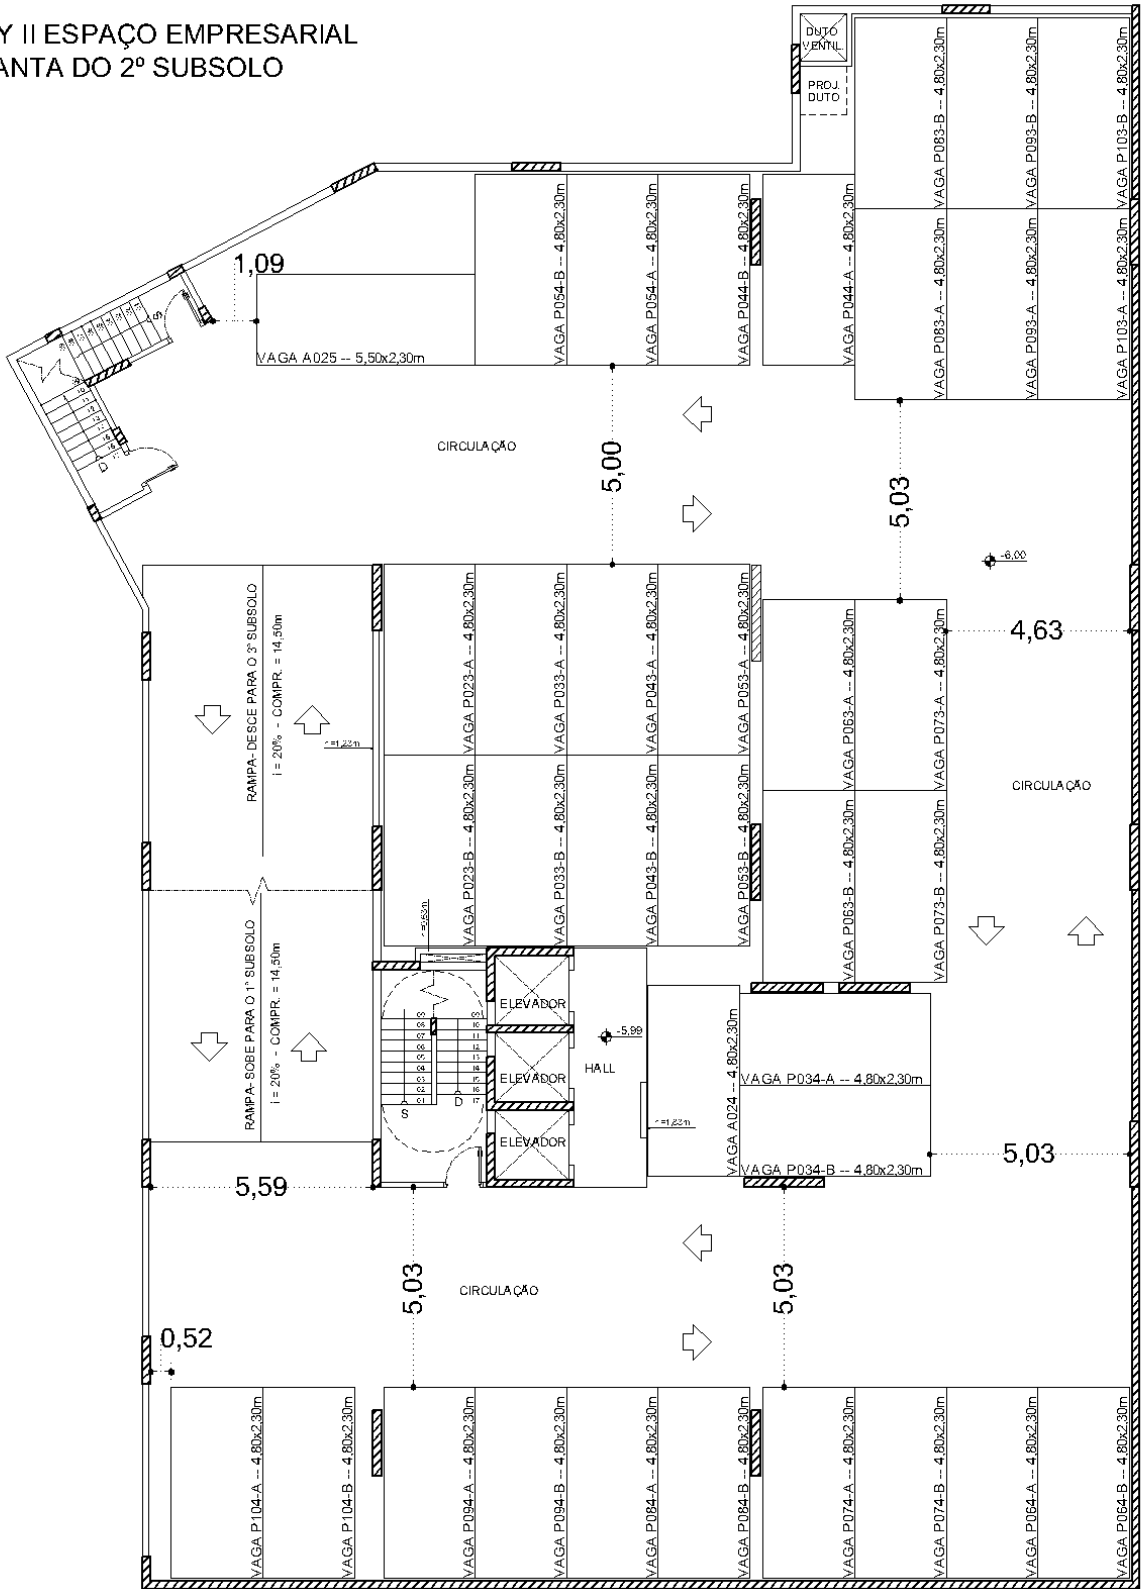 Y II ESPAÇO EMPRESARIAL
ANTA DO 2º SUBSOLO
DUTO
VENTIL.
PROJ.
DUTO
VAGA P083-B -- 4,80x2,30m
VAGA P093-B -- 4,80x2,30m
VAGA P103-B -- 4,80x2,30m
VAGA P054-B -- 4,80x2,30m
VAGA P054-A -- 4,80x2,30m
VAGA P044-B -- 4,80x2,30m
VAGA P044-A -- 4,80x2,30m
VAGA P083-A -- 4,80x2,30m
VAGA P093-A -- 4,80x2,30m
VAGA P103-A -- 4,80x2,30m
1,09
S
VAGA A025 -- 5,50x2,30m
D
CIRCULAÇÃO
5,00
5,03
-6,00
4,63
RAMPA- DESCE PARA O 3º SUBSOLO
i = 20% - COMPR. = 14,50m
VAGA P023-A -- 4,80x2,30m
VAGA P033-A -- 4,80x2,30m
VAGA P043-A -- 4,80x2,30m
VAGA P053-A -- 4,80x2,30m
VAGA P063-A -- 4,80x2,30m
VAGA P073-A -- 4,80x2,30m
CIRCULAÇÃO
VAGA P023-B -- 4,80x2,30m
VAGA P033-B -- 4,80x2,30m
VAGA P043-B -- 4,80x2,30m
VAGA P053-B -- 4,80x2,30m
VAGA P063-B -- 4,80x2,30m
VAGA P073-B -- 4,80x2,30m
RAMPA- SOBE PARA O 1º SUBSOLO
i = 20% - COMPR. = 14,50m
ELEVADOR
-5,99
HALL
ELEVADOR
S
D
ELEVADOR
VAGA A024 -- 4,80x2,30m
VAGA P034-A -- 4,80x2,30m
VAGA P034-B -- 4,80x2,30m
5,03
5,59
5,03
CIRCULAÇÃO
5,03
0,52
VAGA P104-A -- 4,80x2,30m
VAGA P104-B -- 4,80x2,30m
VAGA P094-A -- 4,80x2,30m
VAGA P094-B -- 4,80x2,30m
VAGA P084-A -- 4,80x2,30m
VAGA P084-B -- 4,80x2,30m
VAGA P074-A -- 4,80x2,30m
VAGA P074-B -- 4,80x2,30m
VAGA P064-A -- 4,80x2,30m
VAGA P064-B -- 4,80x2,30m